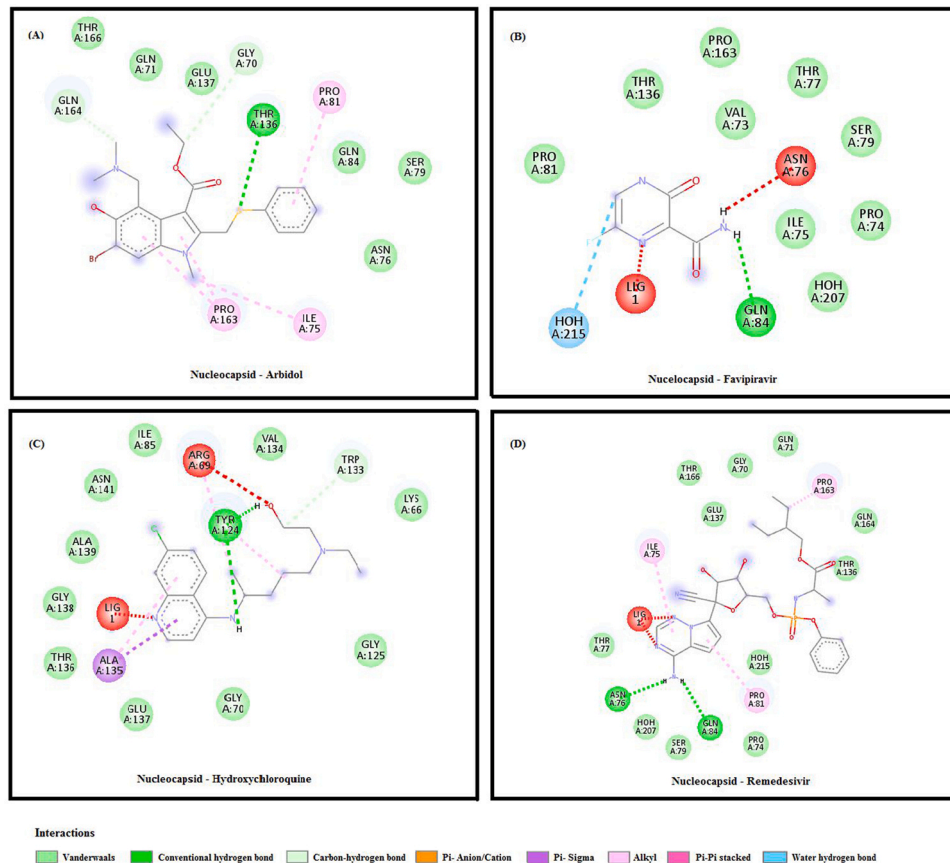 (A)
THR
A:166
GLN
A:71
GLU
A:137
GLY
A:70
PRO
A:81
GLN
A:164
THR
A:136
GLN
A:84
SER
A:79
N
O
O
O
Br
N
ASN
A:76
PRO
A:163
ILE
A:75
Nucleocapsid - Arbidol
(B)
PRO
A:163
THR
A:136
THR
A:77
VAL
A:73
SER
A:79
PRO
A:81
ASN
A:76
N
O
H
N
H
F
N
O
ILE
A:75
PRO
A:74
LIG
1
HOH
A:207
HOH
A:215
GLN
A:84
Nucelocapsid - Favipiravir
(C)
ILE
A:85
ARG
A:69
VAL
A:134
TRP
A:133
ASN
A:141
LYS
A:66
TYR
A:124
H
O
ALA
A:139
N
GLY
A:138
LIG
1
N
N
H
THR
A:136
ALA
A:135
GLY
A:125
GLU
A:137
GLY
A:70
Nucleocapsid - Hydroxychloroquine
(D)
GLN
A:71
GLY
A:70
THR
A:166
PRO
A:163
GLU
A:137
GLN
A:164
ILE
A:75
THR
A:136
LIG
THR
A:77
HOH
A:215
PRO
A:81
ASN
A:76
HOH
A:207
SER
A:79
GLN
A:84
PRO
A:74
Nucleocapsid - Remedesivir
Interactions
Vanderwaals
Conventional hydrogen bond
Carbon-hydrogen bond
Pi- Anion/Cation
Pi- Sigma
Alkyl
Pi-Pi stacked
Water hydrogen bond